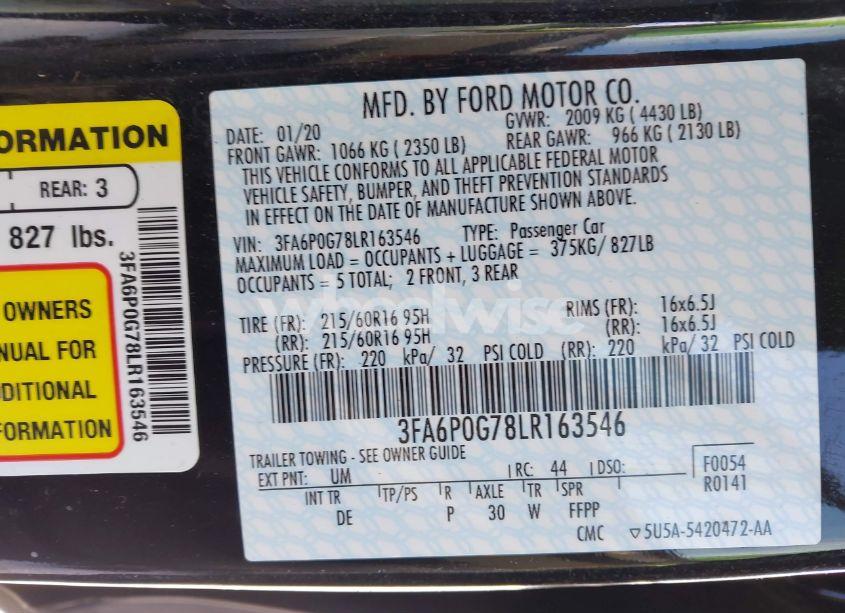 ORMATION
REAR: 3
827 lbs.
OWNERS
NUAL FOR
DITIONAL
FORMATION
3FA6P0G78LR163546
MFD. BY FORD MOTOR CO.
DATE: 01/20 GVWR: 2009 KG ( 4430 LB)
FRONT GAWR: 1066 KG ( 2350 LB) REAR GAWR: 966 KG ( 2130 LB)
THIS VEHICLE CONFORMS TO ALL APPLICABLE FEDERAL MOTOR
VEHICLE SAFETY, BUMPER, AND THEFT PREVENTION STANDARDS
IN EFFECT ON THE DATE OF MANUFACTURE SHOWN ABOVE.
VIN: 3FA6P0G78LR163546 TYPE: Passenger Car
MAXIMUM LOAD = OCCUPANTS + LUGGAGE = 375KG/ 827LB
OCCUPANTS = 5 TOTAL; 2 FRONT, 3 REAR
wheelwise
TIRE (FR): 215/60R16 95H RIMS (FR): 16x6.5J
(RR): 215/60R16 95H (RR): 16x6.5J
PRESSURE (FR): 220 kPa/ 32 PSI COLD (RR): 220 kPa/ 32 PSI COLD
3FA6P0G78LR163546
TRAILER TOWING - SEE OWNER GUIDE
EXT PNT: UM RC: 44 DSO: F0054
INT TR TP/PS R AXLE TR SPR R0141
DE P 30 W FFPP
CMC ▽5U5A-5420472-AA